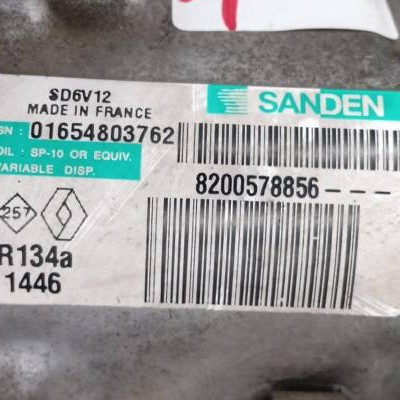 SD6V12
MADE IN FRANCE
SANDEN
SN: 01654803762
OIL: SP-10 OR EQUIV.
VARIABLE DISP.
8200578856---
257
R134a
1446